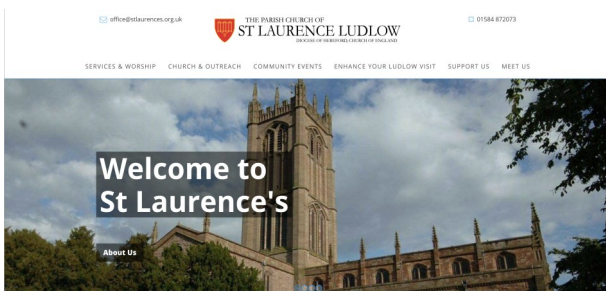 office@stlaurences.org.uk
THE PARISH CHURCH OF
ST LAURENCE LUDLOW
DIOCESE OF HEREFORD, CHURCH OF ENGLAND
01584 872073
SERVICES & WORSHIP CHURCH & OUTREACH COMMUNITY EVENTS ENHANCE YOUR LUDLOW VISIT SUPPORT US MEET US
Welcome to
St Laurence's
About Us